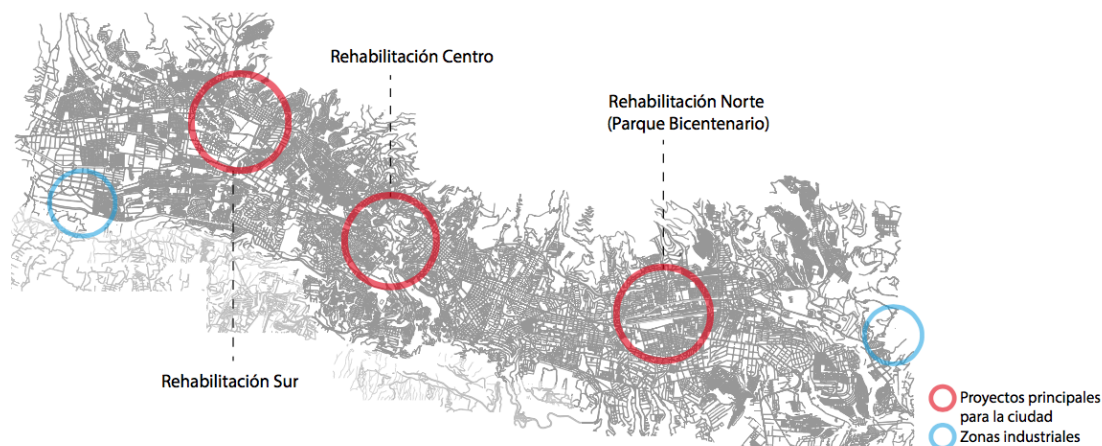 Rehabilitación Centro
Rehabilitación Norte
(Parque Bicentenario)
Rehabilitación Sur
Proyectos principales
para la ciudad
Zonas industriales